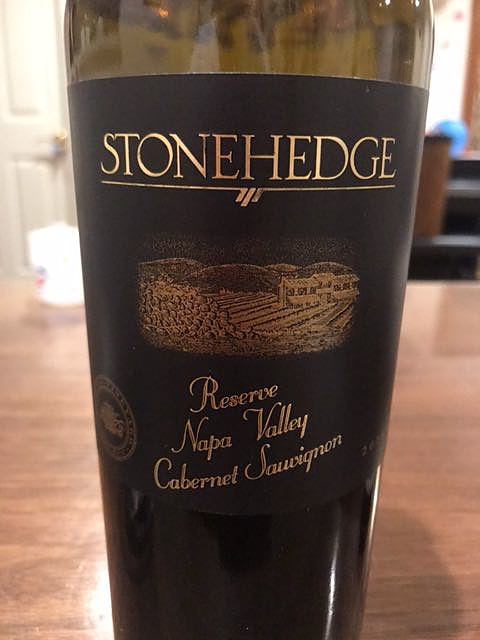 STONEHEDGE
Reserve
Napa Valley
Cabernet Sauvignon